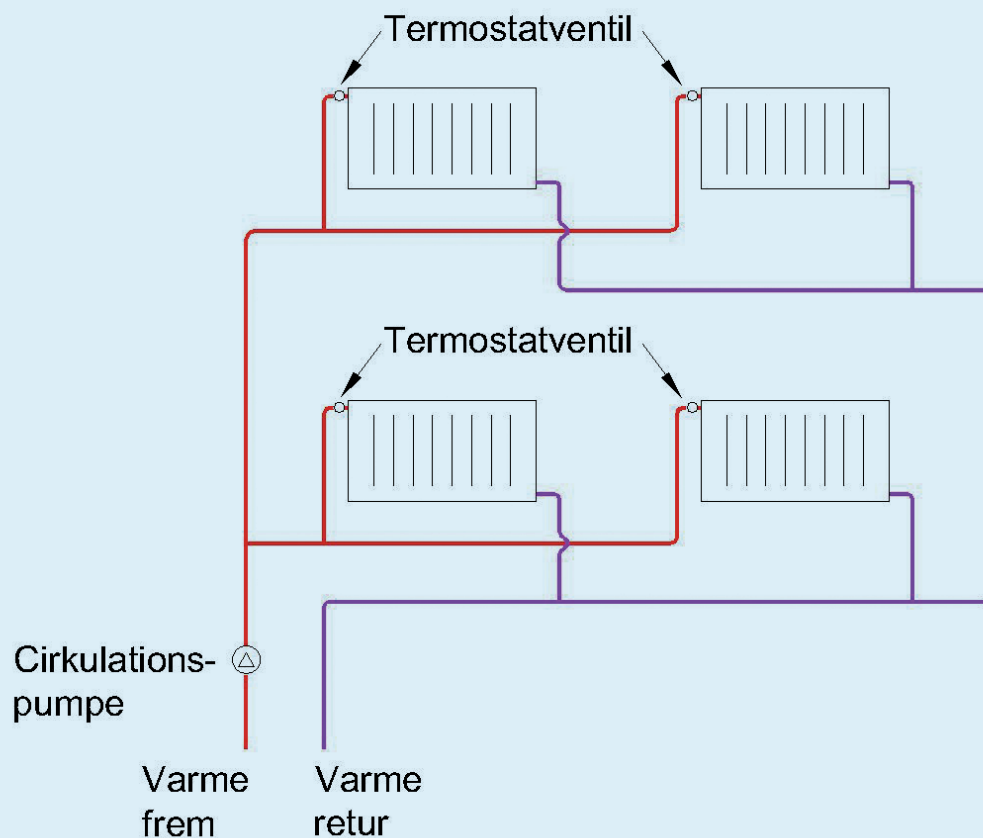 Termostatventil
Termostatventil
Cirkulations-
pumpe
Varme
frem
Varme
retur